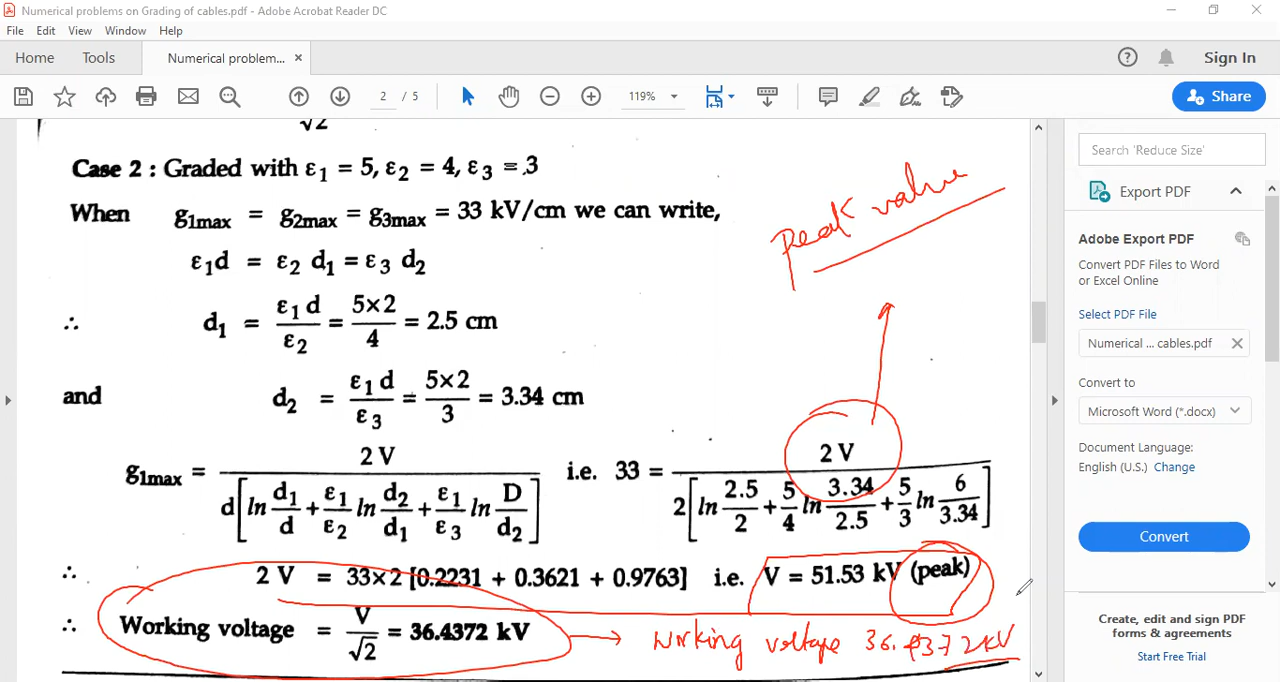 Numerical problems on Grading of cables.pdf - Adobe Acrobat Reader DC
File Edit View Window Help
Home Tools Numerical problem... × Sign In
2 / 5 119% Share
√2
Case 2 : Graded with ε1 = 5, ε2 = 4, ε3 = 3
When g1max = g2max = g3max = 33 kV/cm we can write,
ε1d = ε2 d1 = ε3 d2
∴ d1 = ε1 d / ε2 = 5×2 / 4 = 2.5 cm
and d2 = ε1 d / ε3 = 5×2 / 3 = 3.34 cm
g1max = 2 V / d[ln d1/d + ε1/ε2 ln d2/d1 + ε1/ε3 ln D/d2] i.e. 33 = 2 V / 2[ln 2.5/2 + 5/4 ln 3.34/2.5 + 5/3 ln 6/3.34]
∴ 2 V = 33×2 [0.2231 + 0.3621 + 0.9763] i.e. V = 51.53 kV (peak)
∴ Working voltage = V/√2 = 36.4372 kV
Working voltage 36.4372 kV
Peak value
Search 'Reduce Size'
Export PDF
Adobe Export PDF
Convert PDF Files to Word
or Excel Online
Select PDF File
Numerical ... cables.pdf
Convert to
Microsoft Word (*.docx)
Document Language:
English (U.S.) Change
Convert
Create, edit and sign PDF
forms & agreements
Start Free Trial